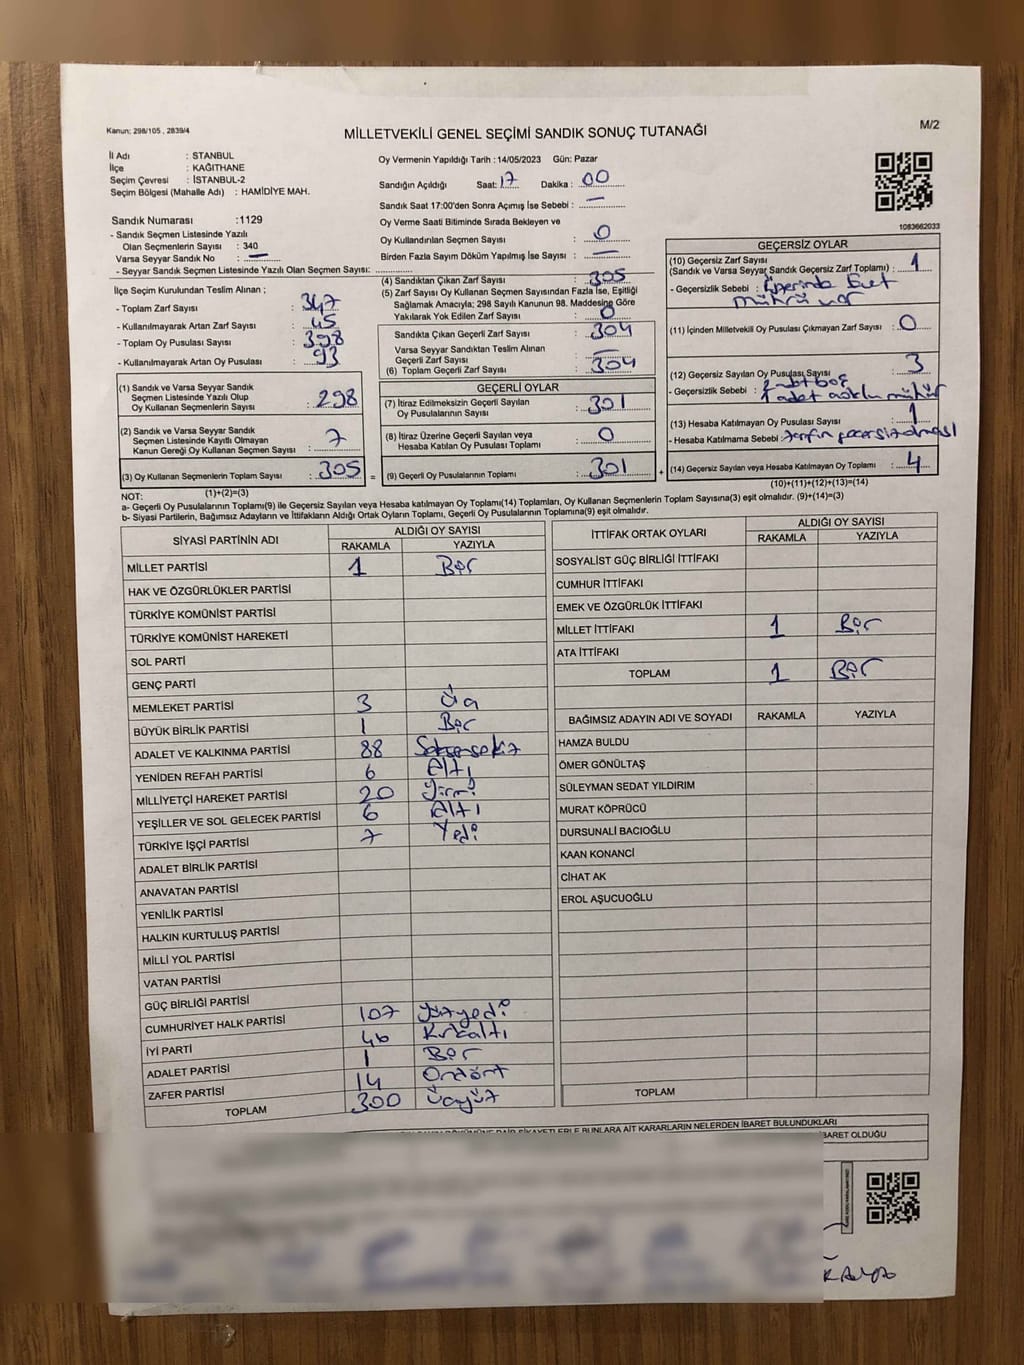 Kanun: 298/105 , 2839/4
MİLLETVEKİLİ GENEL SEÇİMİ SANDIK SONUÇ TUTANAĞI
M/2
İl Adı : STANBUL
İlçe : KAĞITHANE
Seçim Çevresi : İSTANBUL-2
Seçim Bölgesi (Mahalle Adı) : HAMİDİYE MAH.
Oy Vermenin Yapıldığı Tarih : 14/05/2023 Gün: Pazar
Sandığın Açıldığı Saat: 17 Dakika : 00
Sandık Saat 17:00'den Sonra Açımış İse Sebebi : —
Oy Verme Saati Bitiminde Sırada Bekleyen ve
Oy Kullandırılan Seçmen Sayısı : 0
Birden Fazla Sayım Döküm Yapılmış İse Sayısı : —
1083662033
Sandık Numarası :1129
- Sandık Seçmen Listesinde Yazılı
Olan Seçmenlerin Sayısı : 340
Varsa Seyyar Sandık No : —
- Seyyar Sandık Seçmen Listesinde Yazılı Olan Seçmen Sayısı:
İlçe Seçim Kurulundan Teslim Alınan ;
- Toplam Zarf Sayısı : 347
- Kullanılmayarak Artan Zarf Sayısı : 45
- Toplam Oy Pusulası Sayısı : 398
- Kullanılmayarak Artan Oy Pusulası : 93
(1) Sandık ve Varsa Seyyar Sandık
Seçmen Listesinde Yazılı Olup
Oy Kullanan Seçmenlerin Sayısı : 298
(2) Sandık ve Varsa Seyyar Sandık
Seçmen Listesinde Kayıtlı Olmayan
Kanun Gereği Oy Kullanan Seçmen Sayısı : 7
(3) Oy Kullanan Seçmenlerin Toplam Sayısı : 305 =
(1)+(2)=(3)
(4) Sandıktan Çıkan Zarf Sayısı : 305
(5) Zarf Sayısı Oy Kullanan Seçmen Sayısından Fazla İse, Eşitliği
Sağlamak Amacıyla; 298 Sayılı Kanunun 98. Maddesine Göre
Yakılarak Yok Edilen Zarf Sayısı : 0
Sandıkta Çıkan Geçerli Zarf Sayısı : 304
Varsa Seyyar Sandıktan Teslim Alınan
Geçerli Zarf Sayısı : —
(6) Toplam Geçerli Zarf Sayısı : 304
GEÇERLİ OYLAR
(7) İtiraz Edilmeksizin Geçerli Sayılan
Oy Pusulalarının Sayısı : 301
(8) İtiraz Üzerine Geçerli Sayılan veya
Hesaba Katılan Oy Pusulaları Toplamı : 0
(9) Geçerli Oy Pusulalarının Toplamı : 301 +
GEÇERSİZ OYLAR
(10) Geçersiz Zarf Sayısı
(Sandık ve Varsa Seyyar Sandık Geçersiz Zarf Toplamı) : 1
- Geçersizlik Sebebi : Üzerinde Evet
mührü var
(11) İçinden Milletvekili Oy Pusulası Çıkmayan Zarf Sayısı : 0
(12) Geçersiz Sayılan Oy Pusulası Sayısı : 3
- Geçersizlik Sebebi : boş
1 adet mühür
(13) Hesaba Katılmayan Oy Pusulası Sayısı : 1
- Hesaba Katılmama Sebebi : zarfın geçersiz olması
(14) Geçersiz Sayılan veya Hesaba Katılmayan Oy Toplamı : 4
(10)+(11)+(12)+(13)=(14)
NOT:
a- Geçerli Oy Pusulalarının Toplamı(9) ile Geçersiz Sayılan veya Hesaba katılmayan Oy Toplamı(14) Toplamları, Oy Kullanan Seçmenlerin Toplam Sayısına(3) eşit olmalıdır. (9)+(14)=(3)
b- Siyasi Partilerin, Bağımsız Adayların ve İttifakların Aldığı Ortak Oyların Toplamı, Geçerli Oy Pusulalarının Toplamına(9) eşit olmalıdır.
SİYASİ PARTİNİN ADI ALDIĞI OY SAYISI
RAKAMLA YAZIYLA
MİLLET PARTİSİ 1 Bir
HAK VE ÖZGÜRLÜKLER PARTİSİ
TÜRKİYE KOMÜNİST PARTİSİ
TÜRKİYE KOMÜNİST HAREKETİ
SOL PARTİ
GENÇ PARTİ
MEMLEKET PARTİSİ 3 Üç
BÜYÜK BİRLİK PARTİSİ 1 Bir
ADALET VE KALKINMA PARTİSİ 88 Seksensekiz
YENİDEN REFAH PARTİSİ 6 Altı
MİLLİYETÇİ HAREKET PARTİSİ 20 Yirmi
YEŞİLLER VE SOL GELECEK PARTİSİ 6 Altı
TÜRKİYE İŞÇİ PARTİSİ 7 Yedi
ADALET BİRLİK PARTİSİ
ANAVATAN PARTİSİ
YENİLİK PARTİSİ
HALKIN KURTULUŞ PARTİSİ
MİLLİ YOL PARTİSİ
VATAN PARTİSİ
GÜÇ BİRLİĞİ PARTİSİ
CUMHURİYET HALK PARTİSİ 107 Yüzyedi
İYİ PARTİ 46 Kırkaltı
ADALET PARTİSİ 1 Bir
ZAFER PARTİSİ 14 Ondört
TOPLAM 300 Üçyüz
İTTİFAK ORTAK OYLARI ALDIĞI OY SAYISI
RAKAMLA YAZIYLA
SOSYALİST GÜÇ BİRLİĞİ İTTİFAKI
CUMHUR İTTİFAKI
EMEK VE ÖZGÜRLÜK İTTİFAKI
MİLLET İTTİFAKI 1 Bir
ATA İTTİFAKI
TOPLAM 1 Bir
BAĞIMSIZ ADAYIN ADI VE SOYADI RAKAMLA YAZIYLA
HAMZA BULDU
ÖMER GÖNÜLTAŞ
SÜLEYMAN SEDAT YILDIRIM
MURAT KÖPRÜCÜ
DURSUNALİ BACIOĞLU
KAAN KONANCİ
CİHAT AK
EROL AŞUCUOĞLU
TOPLAM
DAİR ŞİKAYETLERLE BUNLARA AİT KARARLARIN NELERDEN İBARET BULUNDUKLARI
İBARET OLDUĞU